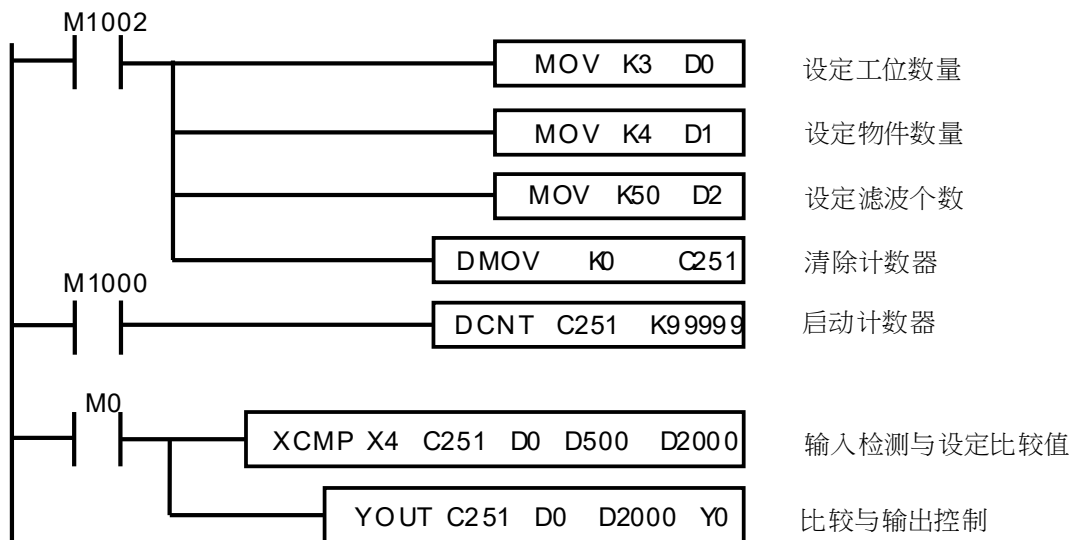 M1002
MOV K3 D0 设定工位数量
MOV K4 D1 设定物件数量
MOV K50 D2 设定滤波个数
DMOV K0 C251 清除计数器
M1000
DCNT C251 K99999 启动计数器
M0
XCMP X4 C251 D0 D500 D2000 输入检测与设定比较值
YOUT C251 D0 D2000 Y0 比较与输出控制